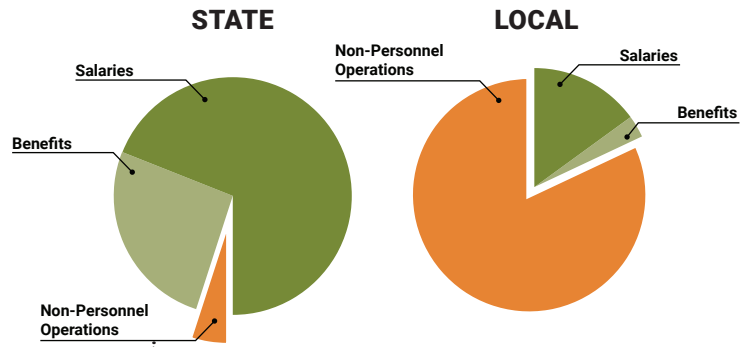 STATE
Salaries
Benefits
Non-Personnel
Operations
LOCAL
Non-Personnel
Operations
Salaries
Benefits